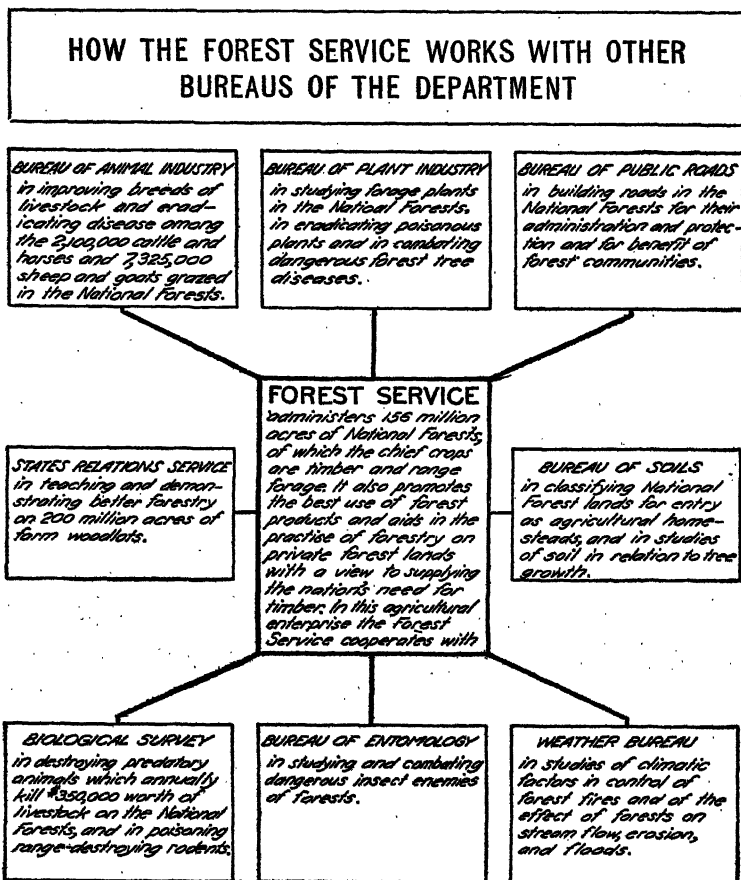 HOW THE FOREST SERVICE WORKS WITH OTHER
BUREAUS OF THE DEPARTMENT
BUREAU OF ANIMAL INDUSTRY
in improving breeds of
livestock and erad-
icating disease among
the 2,100,000 cattle and
horses and 7,325,000
sheep and goats grazed
in the National Forests.
BUREAU OF PLANT INDUSTRY
in studying forage plants
in the Natioal Forests.
in eradicating poisonous
plants and in combating
dangerous forest tree
diseases.
BUREAU OF PUBLIC ROADS
in building roads in the
National Forests for their
administration and protec-
tion and for benefit of
forest communities.
STATES RELATIONS SERVICE
in teaching and demon-
strating better forestry
on 200 million acres of
farm woodlots.
FOREST SERVICE
administers 156 million
acres of National Forests,
of which the chief crops
are timber and range
forage. It also promotes
the best use of forest
products and aids in the
practise of forestry on
private forest lands
with a view to supplying
the nation's need for
timber. In this agricultural
enterprise the Forest
Service cooperates with
BUREAU OF SOILS
in classifying National
Forest lands for entry
as agricultural home-
steads, and in studies
of soil in relation to tree
growth.
BIOLOGICAL SURVEY
in destroying predatory
animals which annually
kill $350,000 worth of
livestock on the National
Forests, and in poisoning
range-destroying rodents.
BUREAU OF ENTOMOLOGY
in studying and combating
dangerous insect enemies
of forests.
WEATHER BUREAU
in studies of climatic
factors in control of
forest fires and of the
effect of forests on
stream flow, erosion,
and floods.